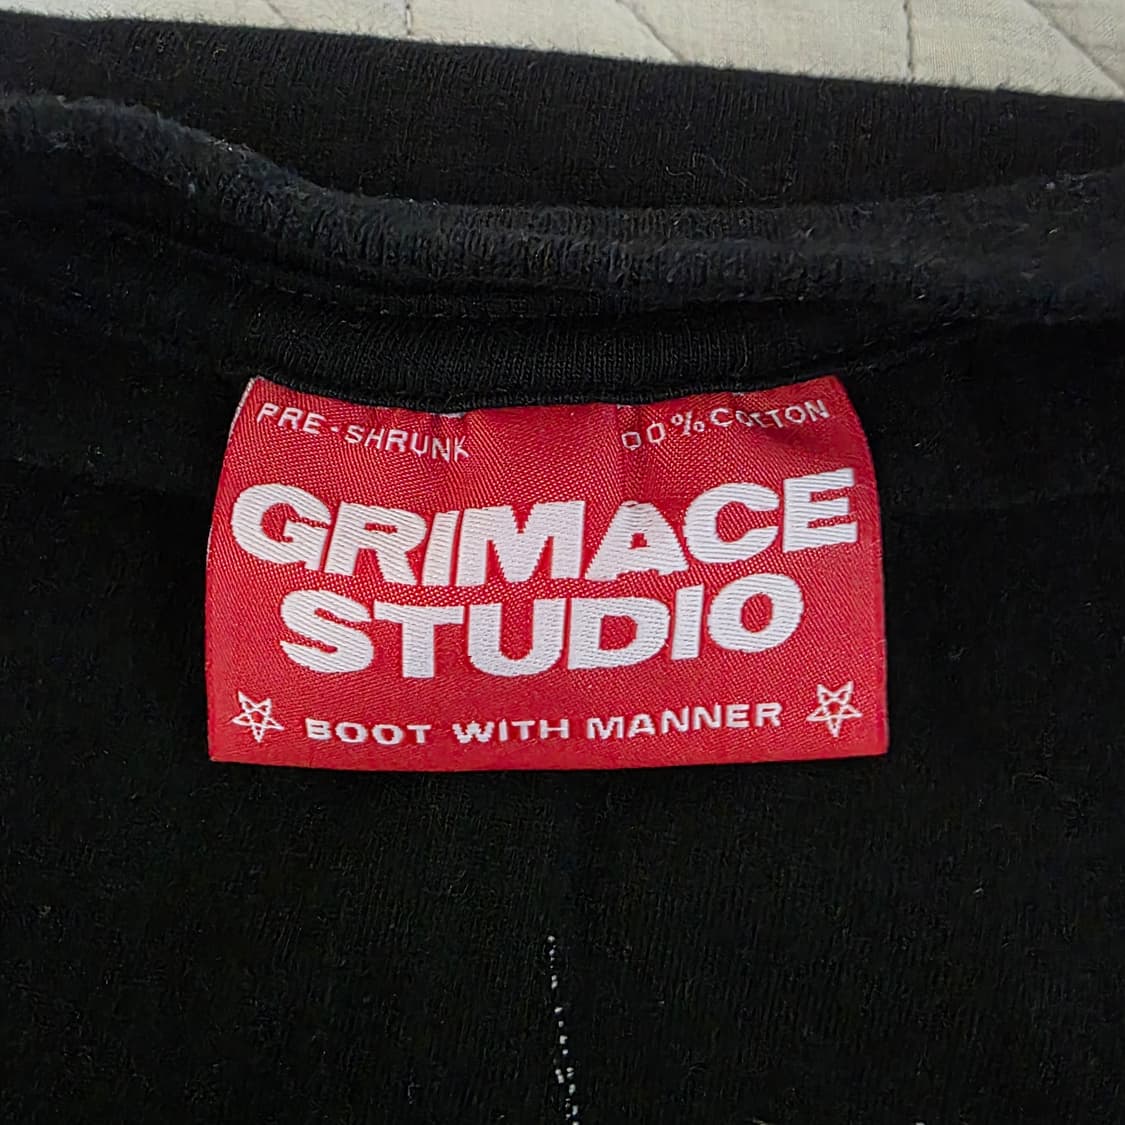 PRE-SHRUNK 00% COTTON
GRIMACE
STUDIO
BOOT WITH MANNER